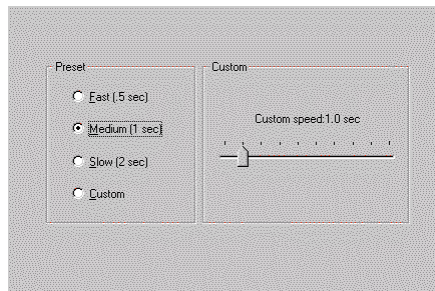 Preset
Fast (.5 sec)
Medium (1 sec)
Slow (2 sec)
Custom
Custom
Custom speed:1.0 sec